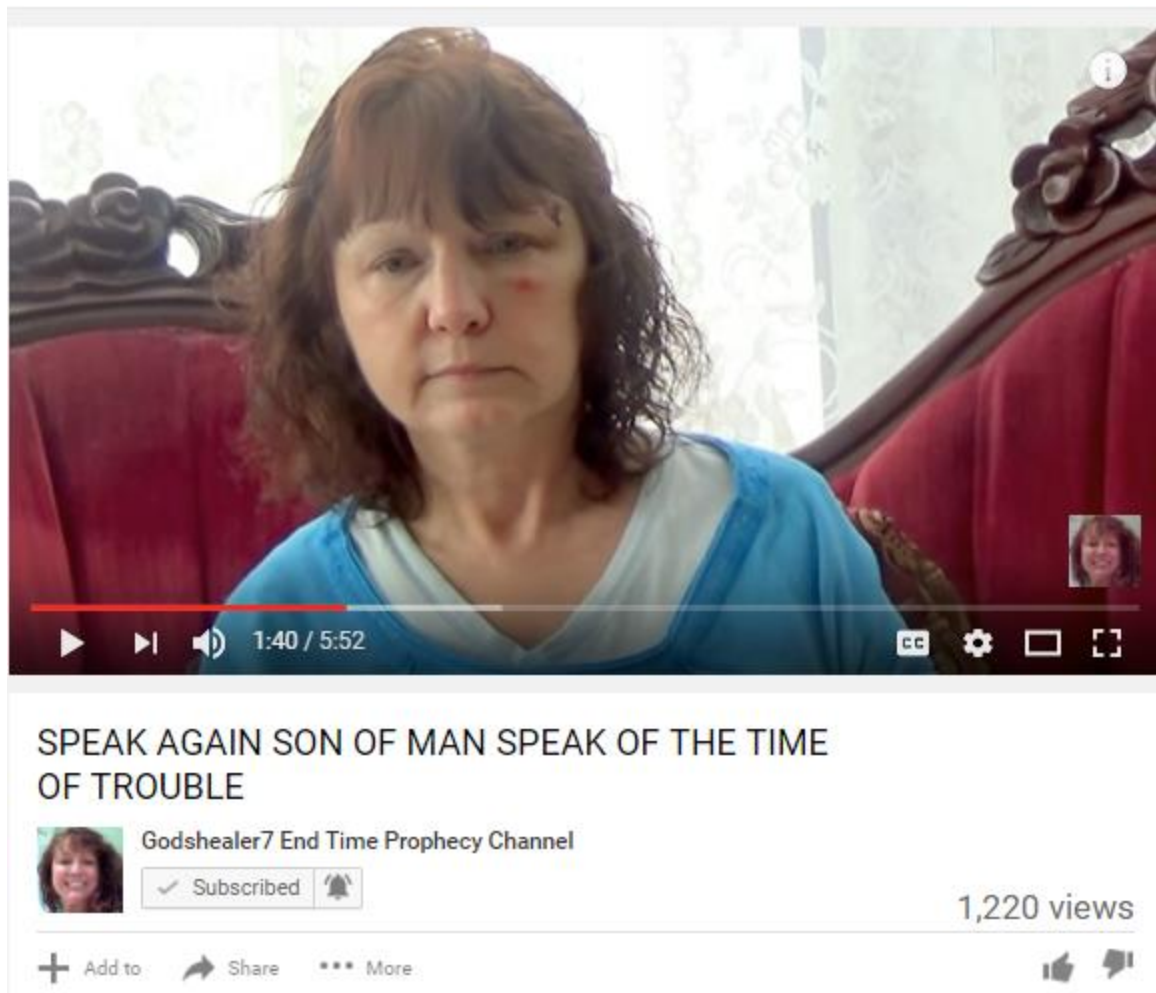 i
1:40 / 5:52
CC
SPEAK AGAIN SON OF MAN SPEAK OF THE TIME
OF TROUBLE
Godshealer7 End Time Prophecy Channel
Subscribed
1,220 views
Add to Share More